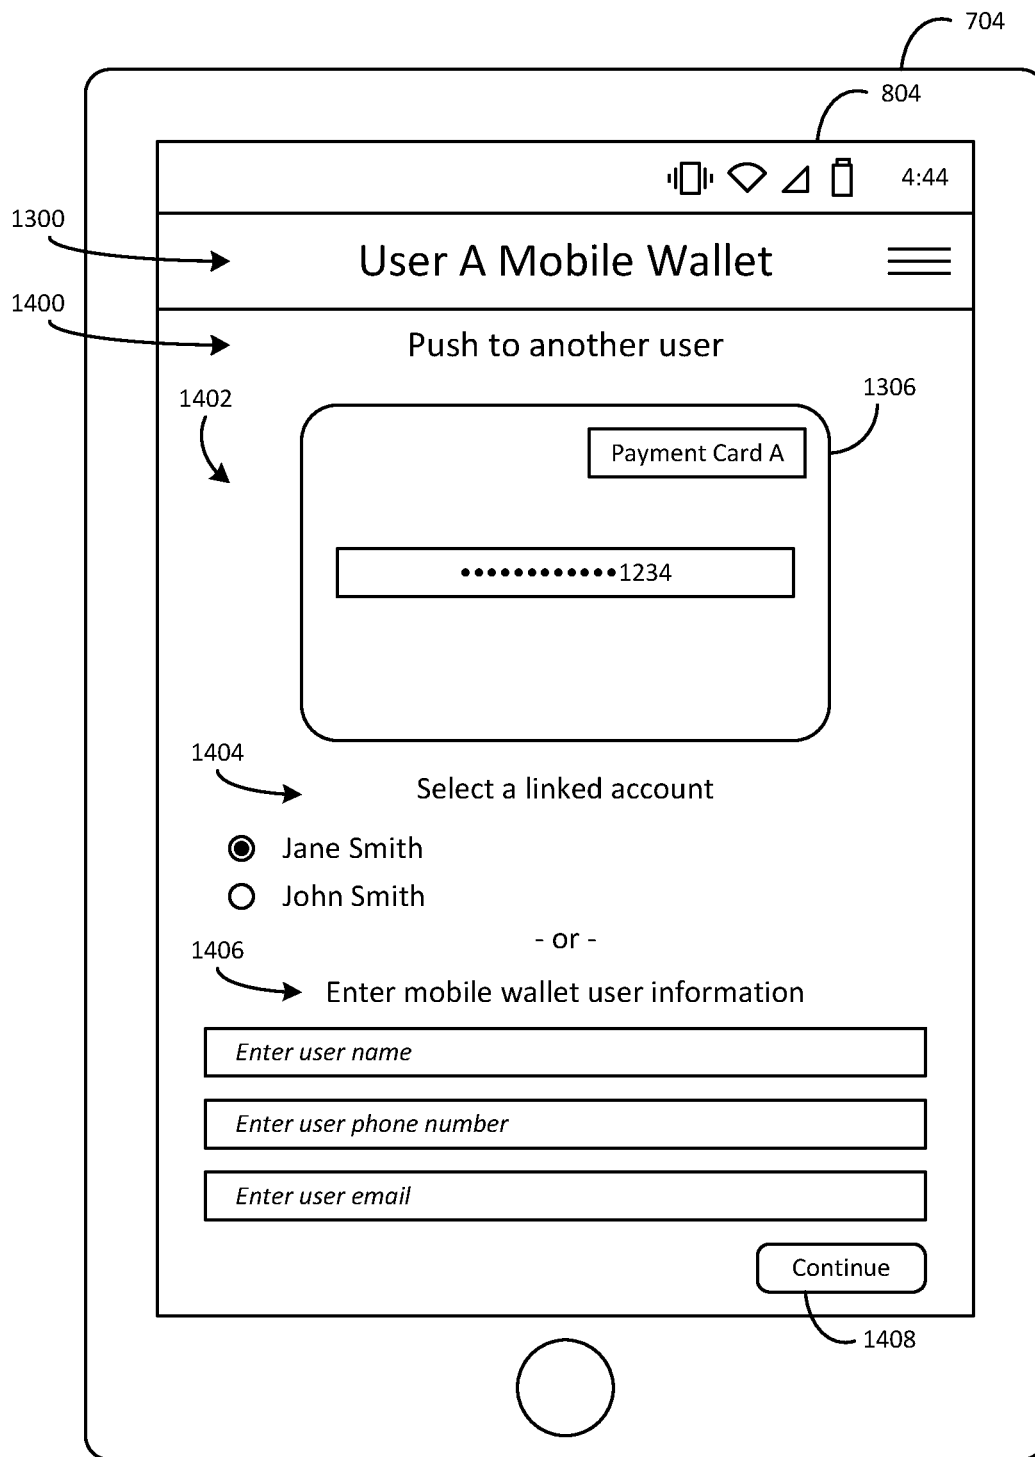 704
804
4:44
1300
User A Mobile Wallet
1400
Push to another user
1402
1306
Payment Card A
••••••••••••1234
1404
Select a linked account
Jane Smith
John Smith
- or -
1406
Enter mobile wallet user information
Enter user name
Enter user phone number
Enter user email
Continue
1408